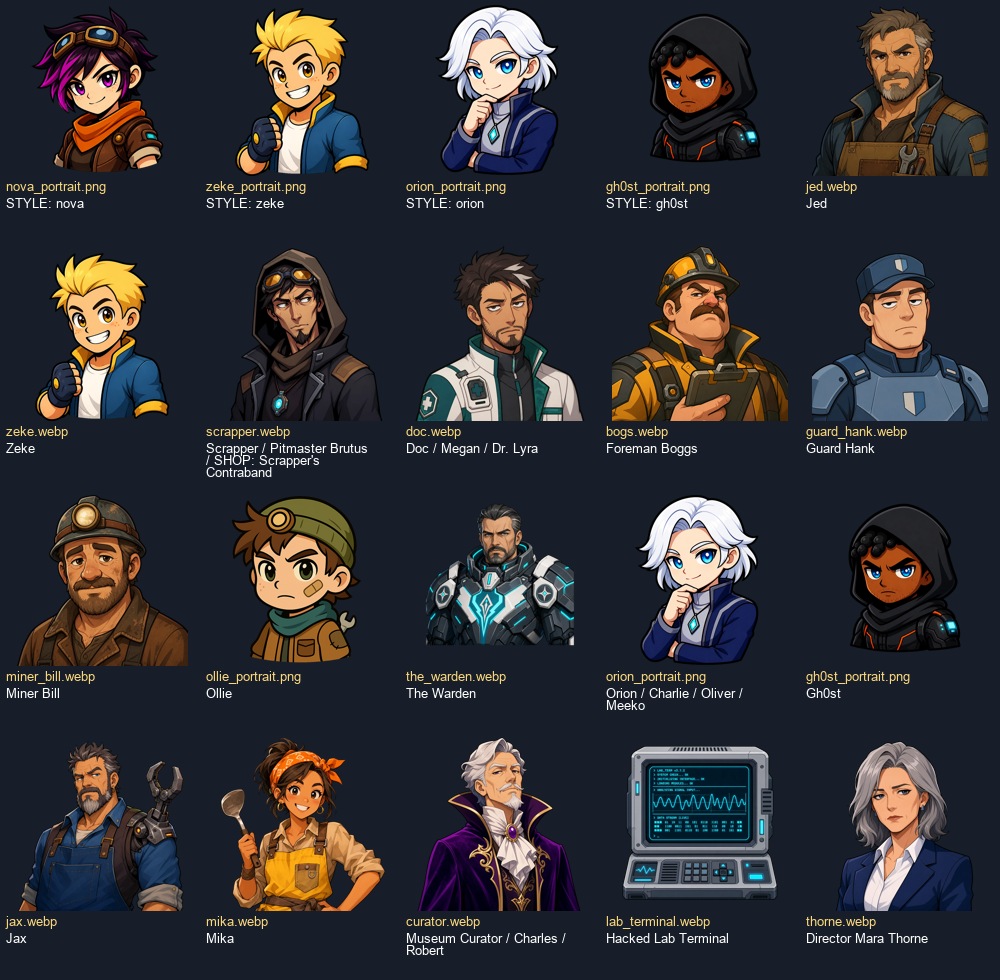 nova_portrait.png
STYLE: nova
zeke_portrait.png
STYLE: zeke
orion_portrait.png
STYLE: orion
gh0st_portrait.png
STYLE: gh0st
jed.webp
Jed
zeke.webp
Zeke
scrapper.webp
Scrapper / Pitmaster Brutus
/ SHOP: Scrapper's
Contraband
doc.webp
Doc / Megan / Dr. Lyra
bogs.webp
Foreman Boggs
guard_hank.webp
Guard Hank
miner_bill.webp
Miner Bill
ollie_portrait.png
Ollie
the_warden.webp
The Warden
orion_portrait.png
Orion / Charlie / Oliver /
Meeko
gh0st_portrait.png
Gh0st
jax.webp
Jax
mika.webp
Mika
curator.webp
Museum Curator / Charles /
Robert
lab_terminal.webp
Hacked Lab Terminal
thorne.webp
Director Mara Thorne